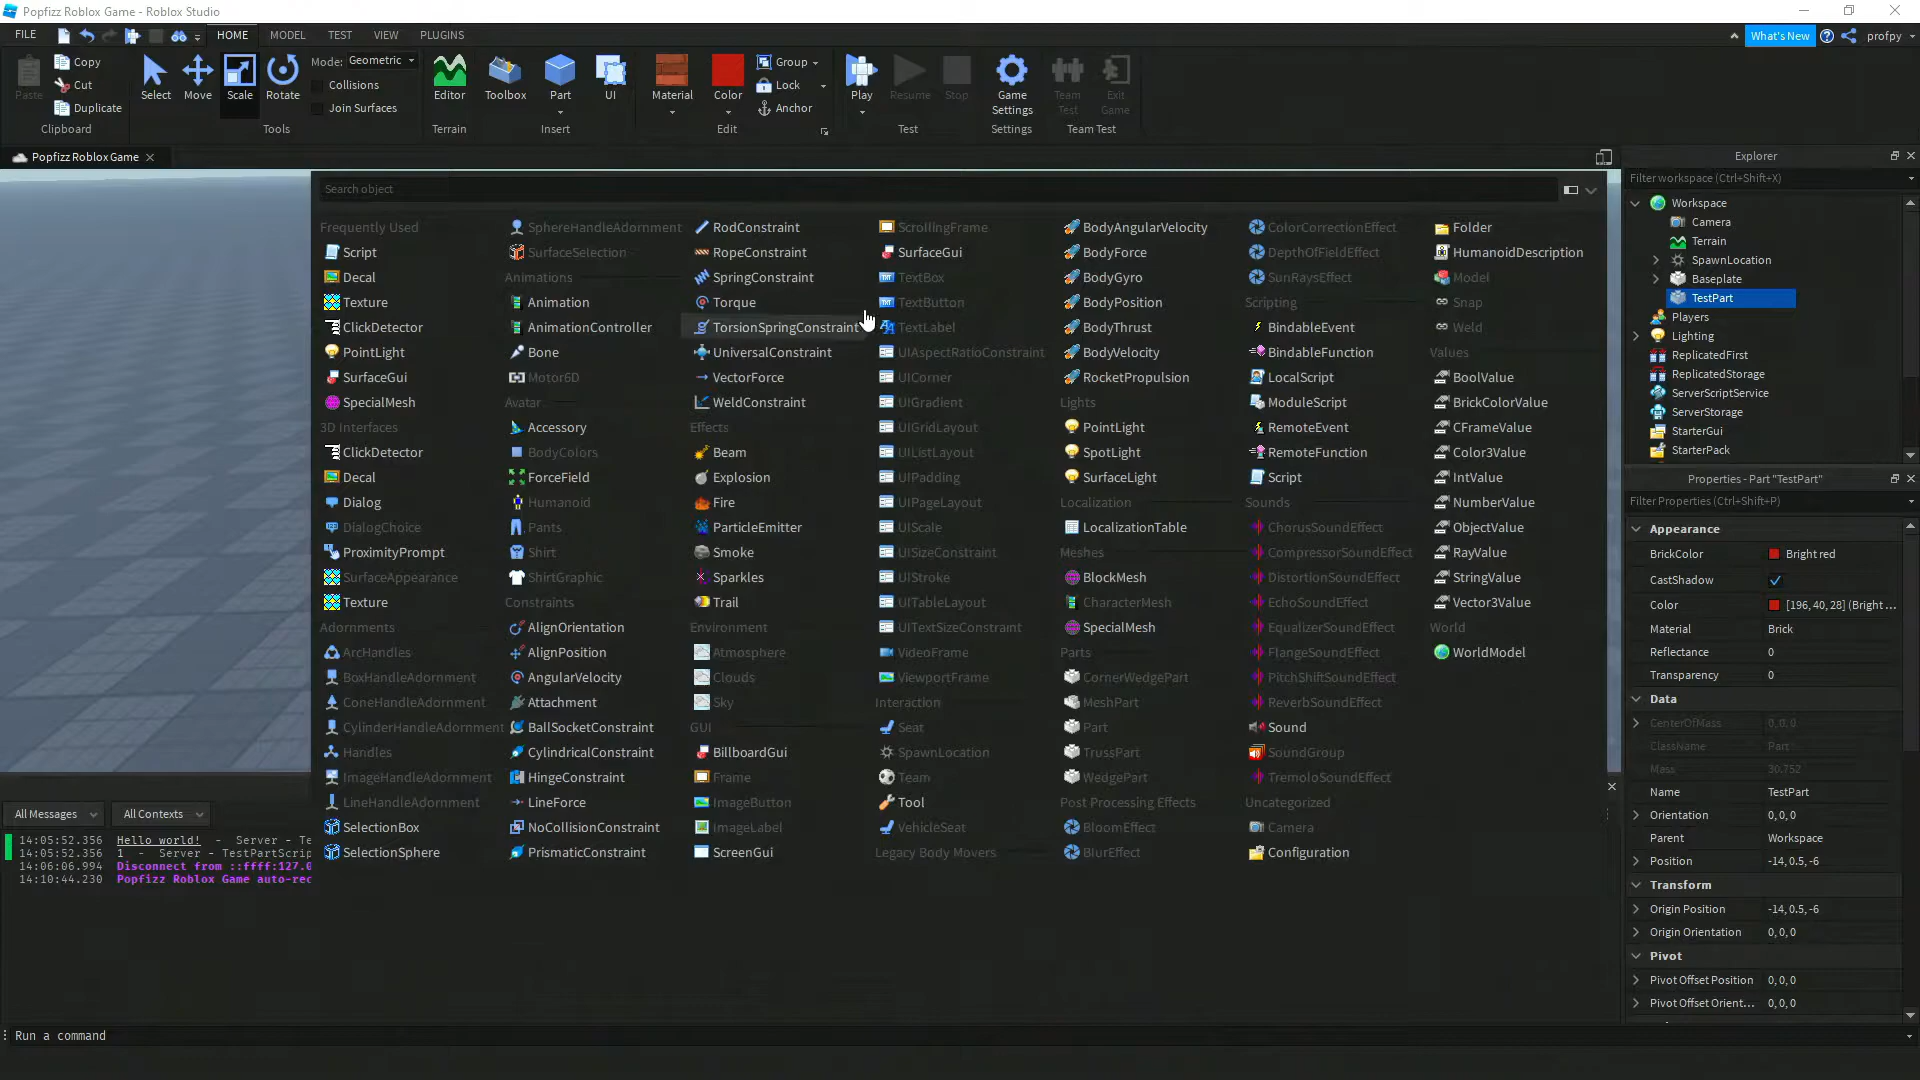 Popfizz Roblox Game - Roblox Studio
FILE
HOME
MODEL
TEST
VIEW
PLUGINS
What's New
profpy
Paste
Copy
Cut
Duplicate
Clipboard
Select
Move
Scale
Rotate
Mode: Geometric
Collisions
Join Surfaces
Tools
Editor
Terrain
Toolbox
Part
UI
Insert
Material
Color
Group
Lock
Anchor
Edit
Play
Resume
Stop
Test
Game Settings
Settings
Team Test
Exit Game
Team Test
Popfizz Roblox Game
Search object
Frequently Used
Script
Decal
Texture
ClickDetector
PointLight
SurfaceGui
SpecialMesh
3D Interfaces
ClickDetector
Decal
Dialog
DialogChoice
ProximityPrompt
SurfaceAppearance
Texture
Adornments
ArcHandles
BoxHandleAdornment
ConeHandleAdornment
CylinderHandleAdornment
Handles
ImageHandleAdornment
LineHandleAdornment
SelectionBox
SelectionSphere
SphereHandleAdornment
SurfaceSelection
Animations
Animation
AnimationController
Bone
Motor6D
Avatar
Accessory
BodyColors
ForceField
Humanoid
Pants
Shirt
ShirtGraphic
Constraints
AlignOrientation
AlignPosition
AngularVelocity
Attachment
BallSocketConstraint
CylindricalConstraint
HingeConstraint
LineForce
NoCollisionConstraint
PrismaticConstraint
RodConstraint
RopeConstraint
SpringConstraint
Torque
TorsionSpringConstraint
UniversalConstraint
VectorForce
WeldConstraint
Effects
Beam
Explosion
Fire
ParticleEmitter
Smoke
Sparkles
Trail
Environment
Atmosphere
Clouds
Sky
GUI
BillboardGui
Frame
ImageButton
ImageLabel
ScreenGui
ScrollingFrame
SurfaceGui
TextBox
TextButton
TextLabel
UIAspectRatioConstraint
UICorner
UIGradient
UIGridLayout
UIListLayout
UIPadding
UIPageLayout
UIScale
UISizeConstraint
UIStroke
UITableLayout
UITextSizeConstraint
VideoFrame
ViewportFrame
Interaction
Seat
SpawnLocation
Team
Tool
VehicleSeat
Legacy Body Movers
BodyAngularVelocity
BodyForce
BodyGyro
BodyPosition
BodyThrust
BodyVelocity
RocketPropulsion
Lights
PointLight
SpotLight
SurfaceLight
Localization
LocalizationTable
Meshes
BlockMesh
CharacterMesh
SpecialMesh
Parts
CornerWedgePart
MeshPart
Part
TrussPart
WedgePart
Post Processing Effects
BloomEffect
BlurEffect
ColorCorrectionEffect
DepthOfFieldEffect
SunRaysEffect
Scripting
BindableEvent
BindableFunction
LocalScript
ModuleScript
RemoteEvent
RemoteFunction
Script
Sounds
ChorusSoundEffect
CompressorSoundEffect
DistortionSoundEffect
EchoSoundEffect
EqualizerSoundEffect
FlangeSoundEffect
PitchShiftSoundEffect
ReverbSoundEffect
Sound
SoundGroup
TremoloSoundEffect
Uncategorized
Camera
Configuration
Folder
HumanoidDescription
Model
Snap
Weld
Values
BoolValue
BrickColorValue
CFrameValue
Color3Value
IntValue
NumberValue
ObjectValue
RayValue
StringValue
Vector3Value
World
WorldModel
Explorer
Filter workspace (Ctrl+Shift+X)
Workspace
Camera
Terrain
SpawnLocation
Baseplate
TestPart
Players
Lighting
ReplicatedFirst
ReplicatedStorage
ServerScriptService
ServerStorage
StarterGui
StarterPack
Properties - Part "TestPart"
Filter Properties (Ctrl+Shift+P)
Appearance
BrickColor Bright red
CastShadow
Color [196, 40, 28] (Bright ...
Material Brick
Reflectance 0
Transparency 0
Data
CenterOfMass 0, 0, 0
ClassName Part
Mass 30.752
Name TestPart
Orientation 0, 0, 0
Parent Workspace
Position -14, 0.5, -6
Transform
Origin Position -14, 0.5, -6
Origin Orientation 0, 0, 0
Pivot
Pivot Offset Position 0, 0, 0
Pivot Offset Orient... 0, 0, 0
All Messages
All Contexts
14:05:52.356 Hello world! - Server - Te
14:05:52.356 1 - Server - TestPartScrip
14:06:06.994 Disconnect from ::ffff:127.0
14:10:44.230 Popfizz Roblox Game auto-rec
Run a command